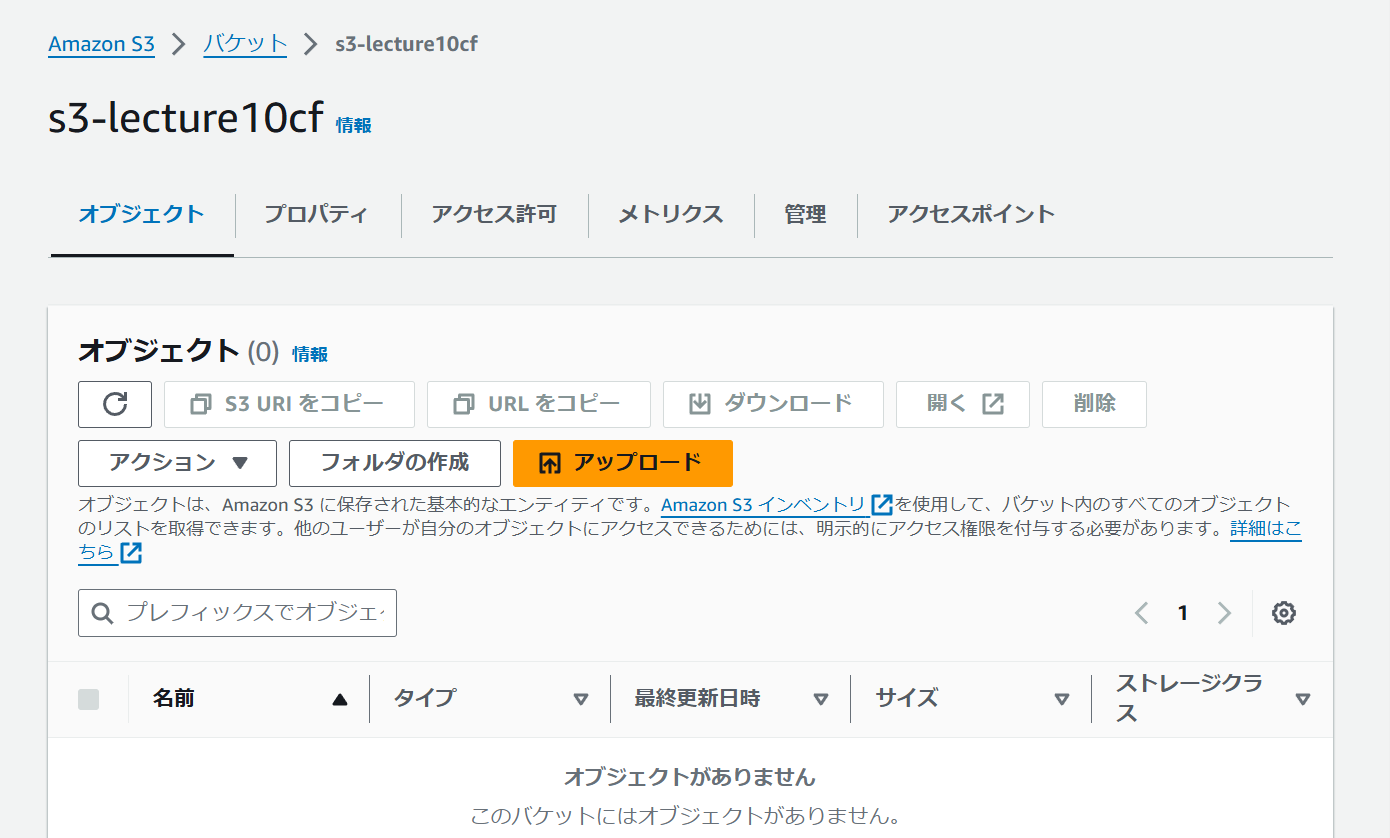 Amazon S3 > バケット > s3-lecture10cf
s3-lecture10cf 情報
オブジェクト プロパティ アクセス許可 メトリクス 管理 アクセスポイント
オブジェクト (0) 情報
S3 URI をコピー URL をコピー ダウンロード 開く 削除
アクション フォルダの作成 アップロード
オブジェクトは、Amazon S3 に保存された基本的なエンティティです。Amazon S3 インベントリ を使用して、バケット内のすべてのオブジェクト
のリストを取得できます。他のユーザーが自分のオブジェクトにアクセスできるためには、明示的にアクセス権限を付与する必要があります。詳細はこ
ちら
プレフィックスでオブジェ 1
名前 タイプ 最終更新日時 サイズ ストレージクラ
ス
オブジェクトがありません
このバケットにはオブジェクトがありません。